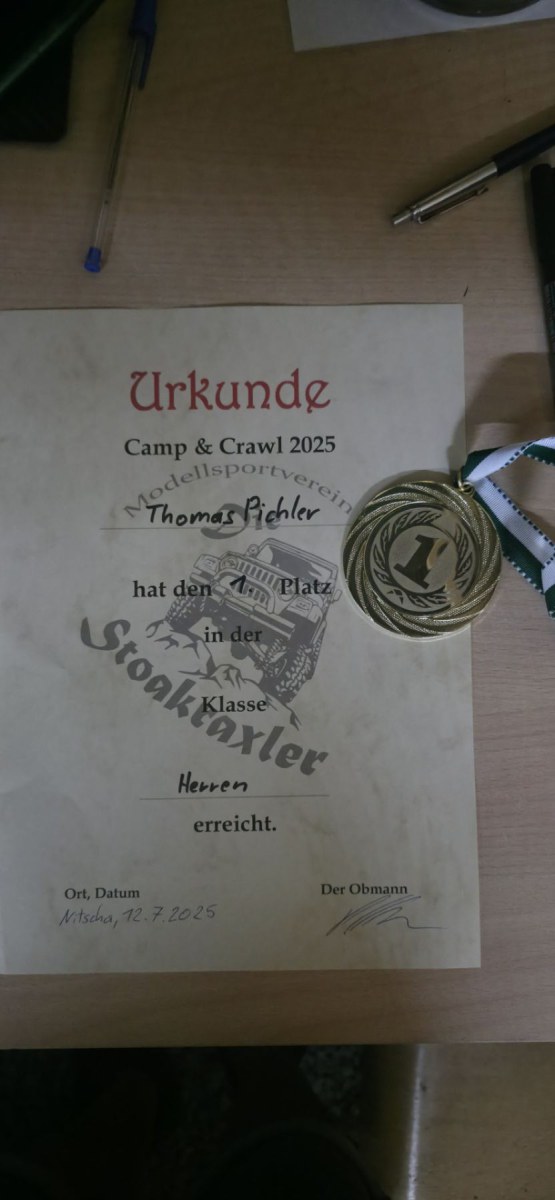 Urkunde
Camp & Crawl 2025
Modellsportverein
Die
Thomas Pichler
hat den 1. Platz
in der
Stoakraxler
Klasse
Herren
erreicht.
Ort, Datum
Der Obmann
Nitscha, 12.7.2025
1